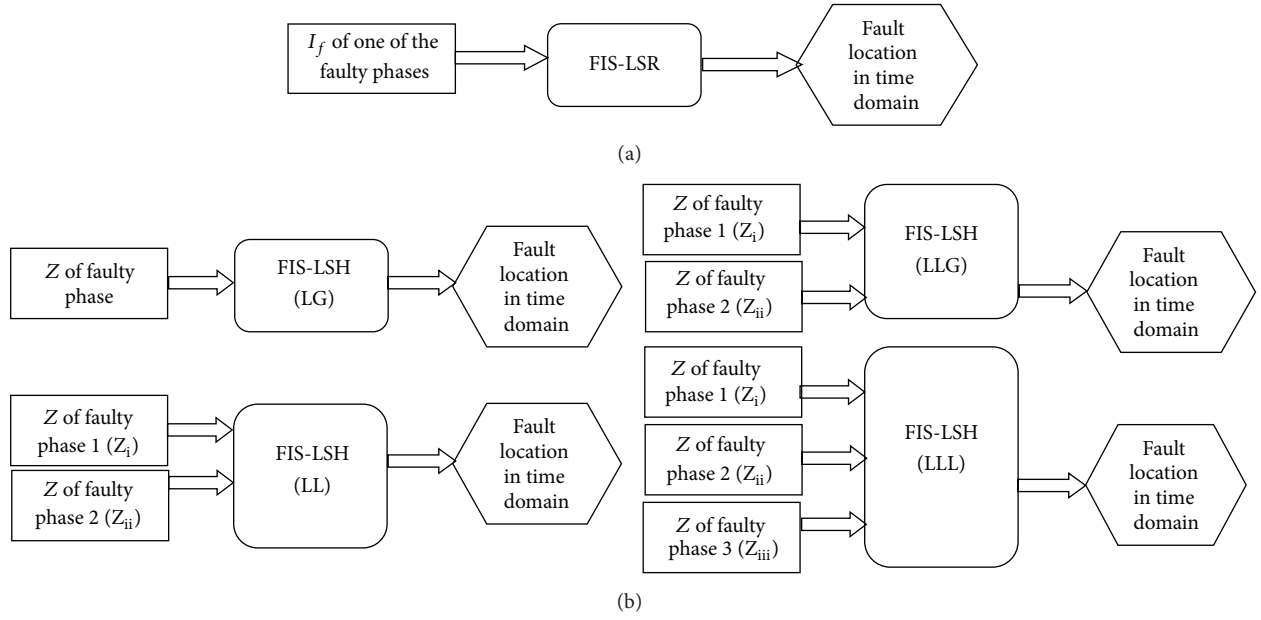 I_f of one of the
faulty phases
FIS-LSR
Fault
location
in time
domain
(a)
Z of faulty
phase
FIS-LSH
(LG)
Fault
location
in time
domain
Z of faulty
phase 1 (Z_i)
Z of faulty
phase 2 (Z_ii)
FIS-LSH
(LLG)
Fault
location
in time
domain
Z of faulty
phase 1 (Z_i)
Z of faulty
phase 2 (Z_ii)
FIS-LSH
(LL)
Fault
location
in time
domain
Z of faulty
phase 1 (Z_i)
Z of faulty
phase 2 (Z_ii)
Z of faulty
phase 3 (Z_iii)
FIS-LSH
(LLL)
Fault
location
in time
domain
(b)